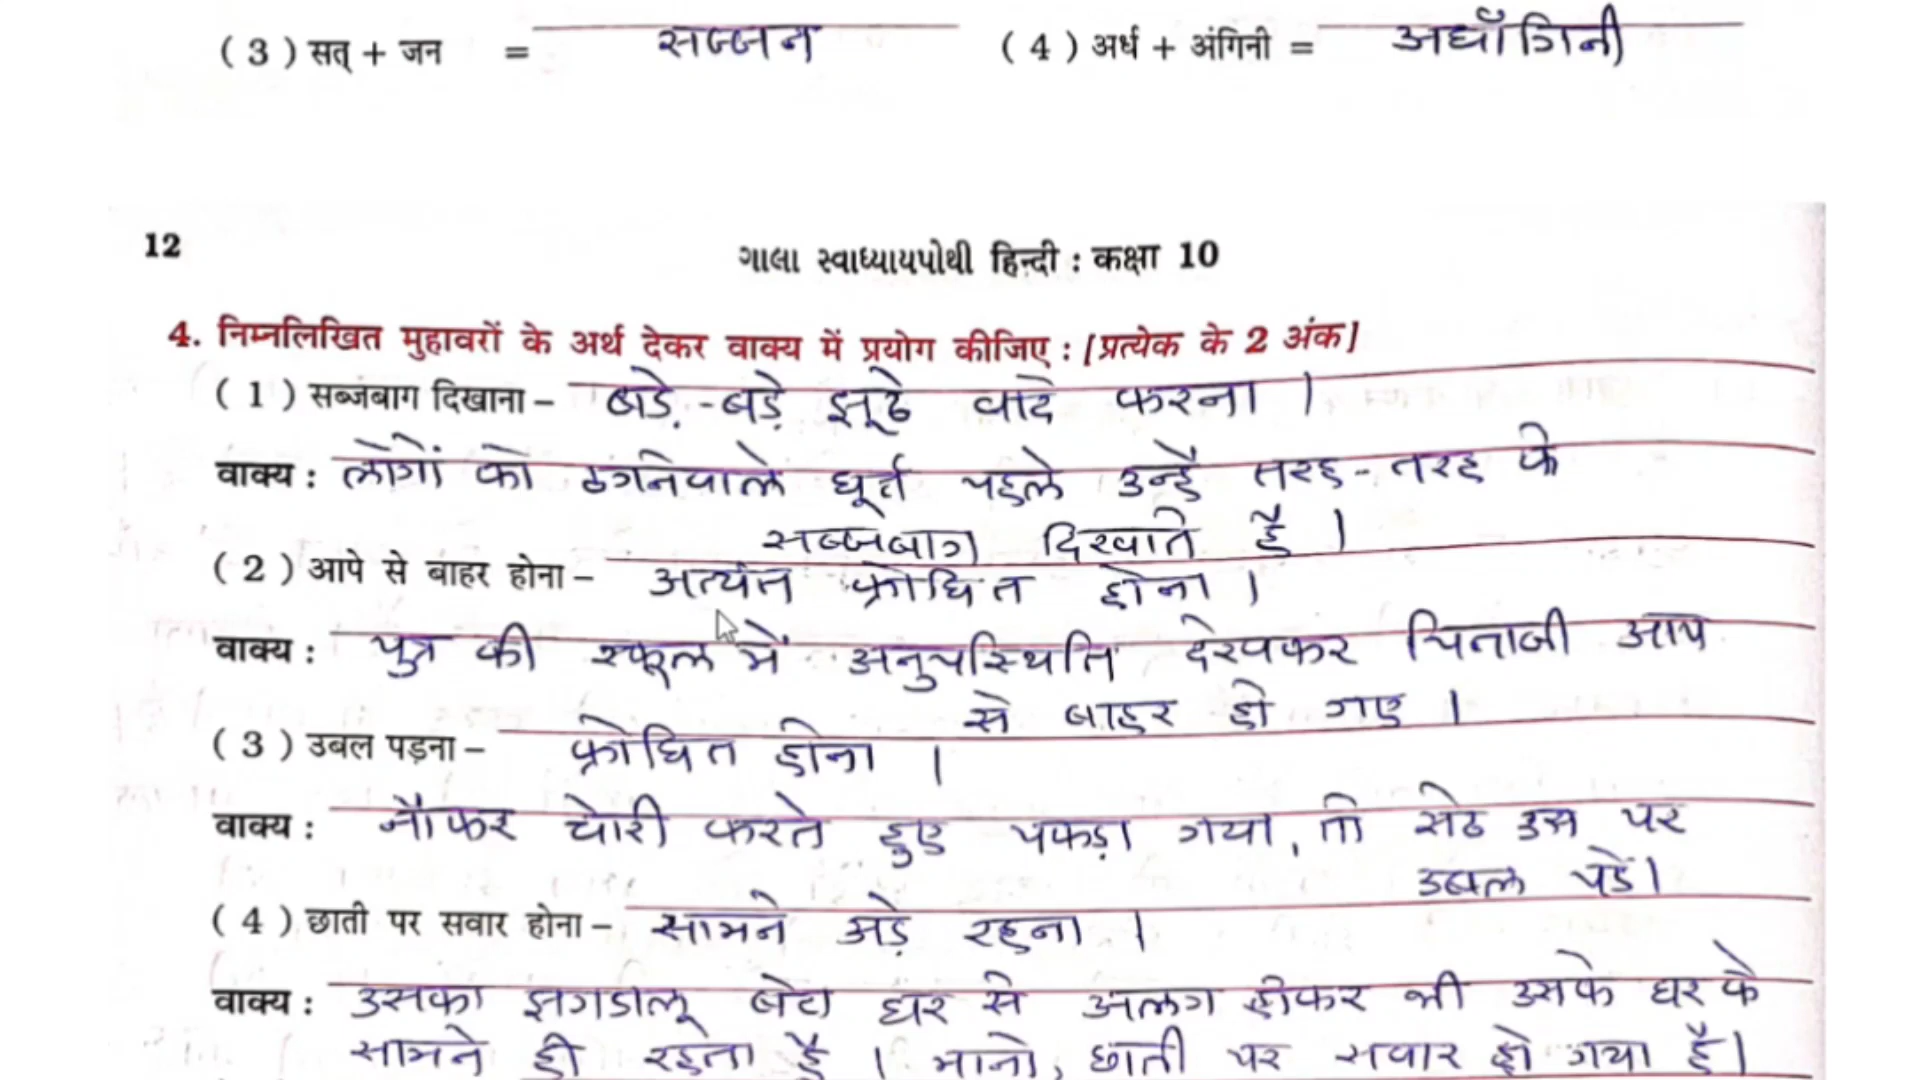 ( 3 ) सत् + जन = सज्जन ( 4 ) अर्ध + अंगिनी = अर्धांगिनी
12 गाला स्वाध्यायपोथी हिन्दी : कक्षा 10
4. निम्नलिखित मुहावरों के अर्थ देकर वाक्य में प्रयोग कीजिए : [प्रत्येक के 2 अंक]
( 1 ) सब्जबाग दिखाना – बड़े-बड़े झूठे वादे करना ।
वाक्य : लोगों को ठगनेवाले धूर्त पहले उन्हें तरह-तरह के
सब्जबाग दिखाते है ।
( 2 ) आपे से बाहर होना – अत्यंत क्रोधित होना ।
वाक्य : पुत्र की स्कूल में अनुपस्थिति देखकर पिताजी आप
से बाहर हो गए ।
( 3 ) उबल पड़ना – क्रोधित होना ।
वाक्य : नौकर चोरी करते हुए पकड़ा गया, तो सेठ उस पर
उबल पड़े।
( 4 ) छाती पर सवार होना – सामने अड़े रहना ।
वाक्य : उसका झगडालू बेटा घर से अलग होकर भी उसके घर के
सामने ही रहता है । मानो, छाती पर सवार हो गया है।